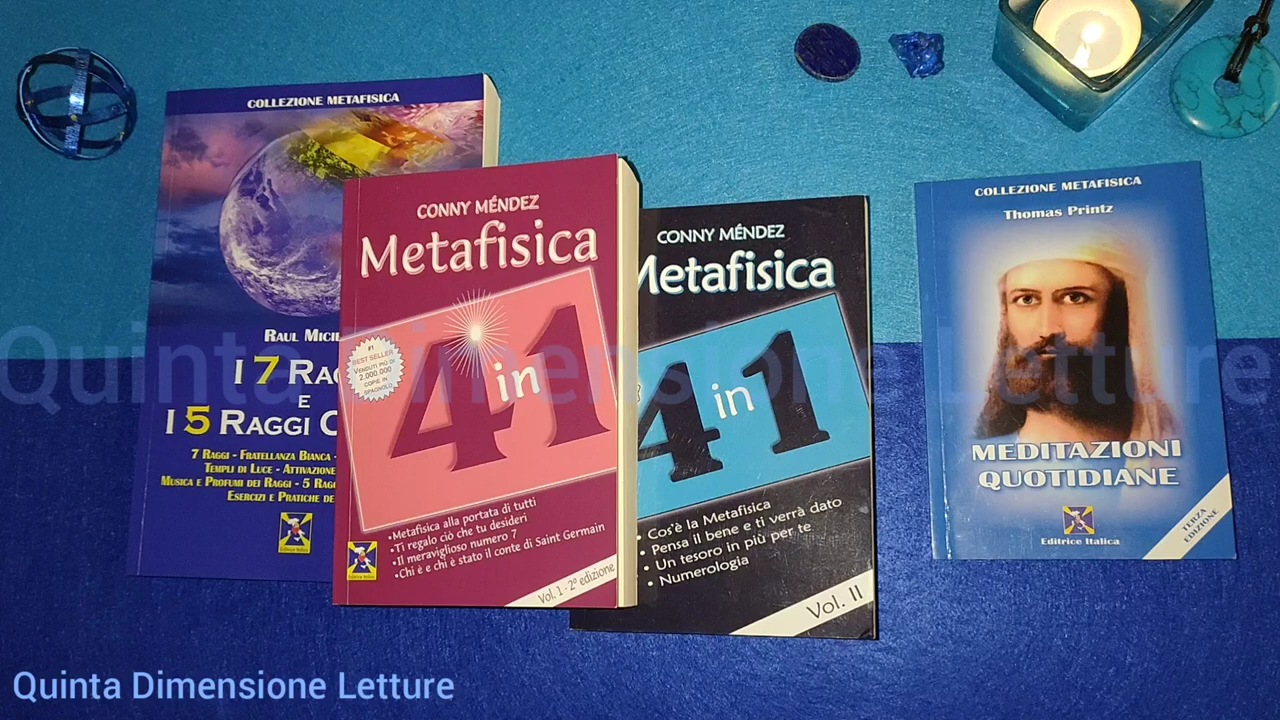 COLLEZIONE METAFISICA
RAUL
I 7
E
I 5 RAGGI
7 RAGGI - FRATELLANZA BIANCA -
TEMPLI DI LUCE - ATTIVAZIONE
MUSICA E PROFUMI DEI RAGGI - 5
ESERCIZI E PRATICHE
Editrice Italica
CONNY MÉNDEZ
Metafisica
#1
BEST SELLER
VENDUTI PIÙ DI
2.000.000
COPIE IN
SPAGNOLO
4 in 1
•Metafisica alla portata di tutti
•Ti regalo ciò che tu desideri
•Il meraviglioso numero 7
•Chi è e chi è stato il conte di Saint Germain
Editrice Italica
Vol. 1 - 2ª edizione
CONNY MÉNDEZ
Metafisica
4 in 1
• Cos'è la Metafisica
• Pensa il bene e ti verrà dato
• Un tesoro in più per te
• Numerologia
Vol. II
COLLEZIONE METAFISICA
Thomas Printz
MEDITAZIONI
QUOTIDIANE
Editrice Italica
TERZA
EDIZIONE
Quinta Dimensione Letture
Quinta Dimensione Letture